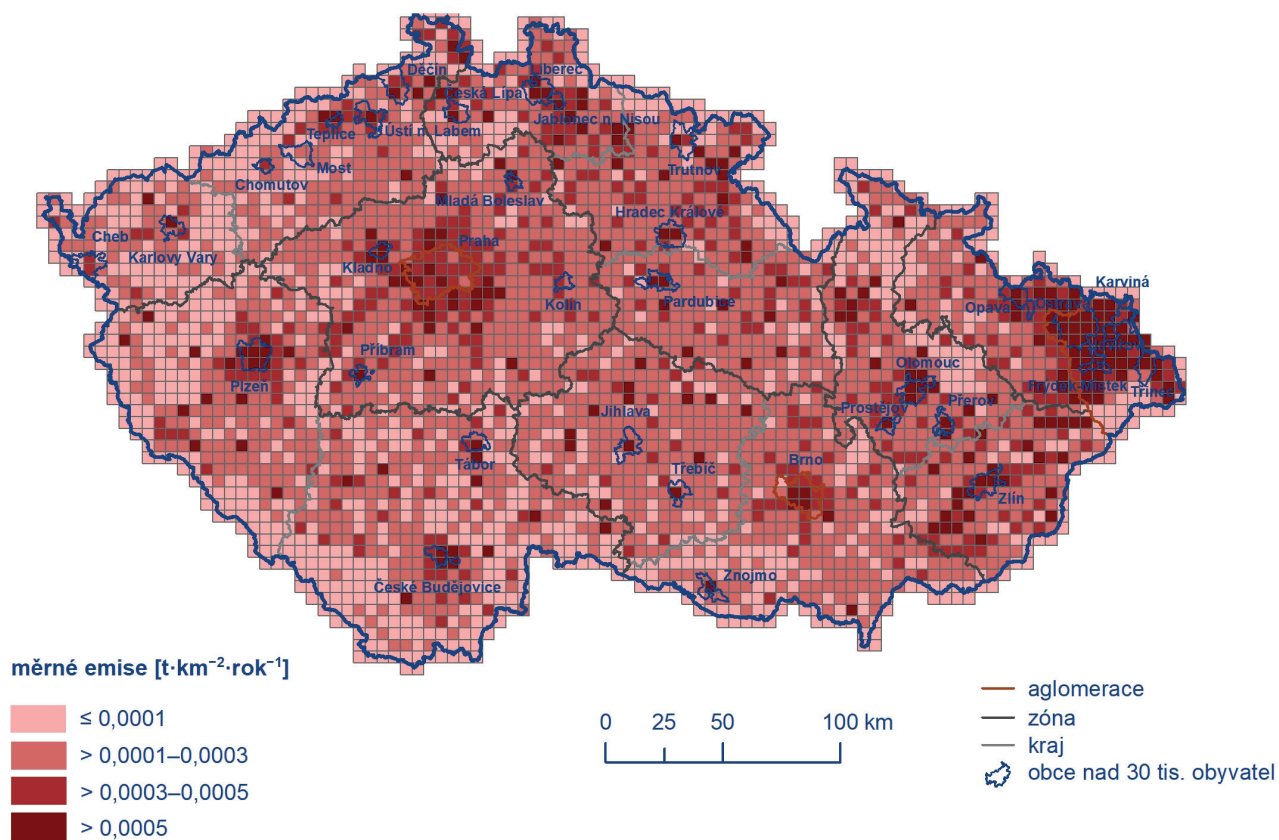 Děčín
Liberec
Česká Lípa
Jablonec n. Nisou
Teplice
Ústí n. Labem
Most
Trutnov
Chomutov
Mladá Boleslav
Hradec Králové
Cheb
Karlovy Vary
Praha
Kladno
Kolín
Pardubice
Karviná
Opava
Ostrava
Příbram
Plzeň
Olomouc
Frýdek-Místek
Třinec
Prostějov
Přerov
Jihlava
Tábor
Třebíč
Brno
Zlín
České Budějovice
Znojmo
měrné emise [t·km⁻²·rok⁻¹]
≤ 0,0001
> 0,0001–0,0003
> 0,0003–0,0005
> 0,0005
0 25 50 100 km
aglomerace
zóna
kraj
obce nad 30 tis. obyvatel